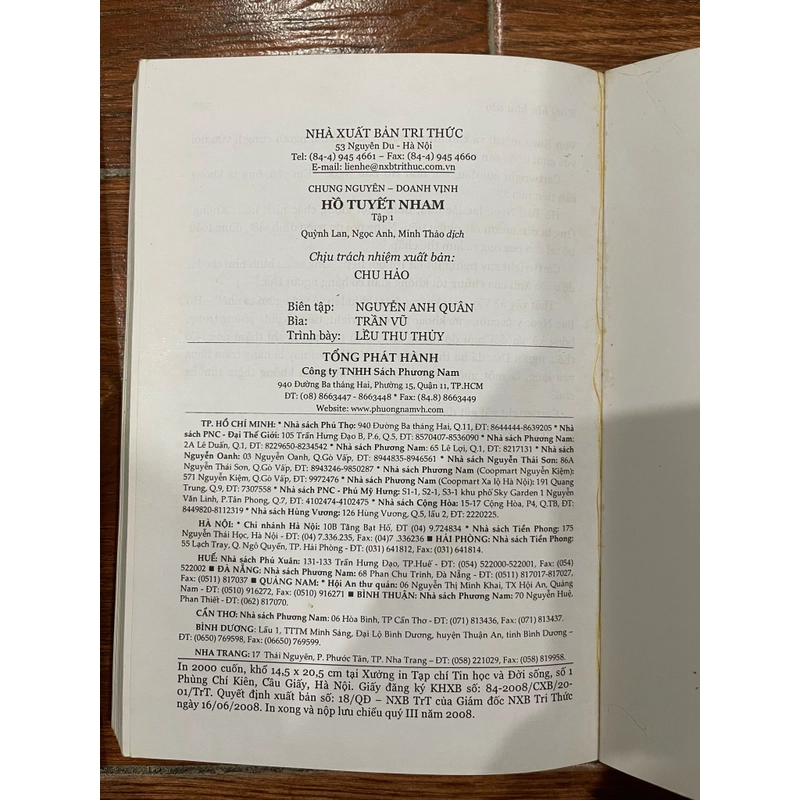 NHÀ XUẤT BẢN TRI THỨC
53 Nguyễn Du - Hà Nội
Tel: (84-4) 945 4661 – Fax: (84-4) 945 4660
E-mail: lienhe@nxbtrithuc.com.vn
CHUNG NGUYÊN – DOANH VỊNH
HỒ TUYẾT NHAM
Tập 1
Quỳnh Lan, Ngọc Anh, Minh Thảo dịch
Chịu trách nhiệm xuất bản:
CHU HẢO
Biên tập: NGUYỄN ANH QUÂN
Bìa: TRẦN VŨ
Trình bày: LỀU THU THỦY
TỔNG PHÁT HÀNH
Công ty TNHH Sách Phương Nam
940 Đường Ba tháng Hai, Phường 15, Quận 11, TP.HCM
ĐT: (08) 8663447 - 8663448 * Fax: (84.8) 8663449
Website: www.phuongnamvh.com
TP. HỒ CHÍ MINH: * Nhà sách Phú Thọ: 940 Đường Ba tháng Hai, Q.11, ĐT: 8644444-8639205 * Nhà
sách PNC - Đại Thế Giới: 105 Trần Hưng Đạo B, P.6, Q.5, ĐT: 8570407-8536090 * Nhà sách Phương Nam:
2A Lê Duẩn, Q.1, ĐT: 8229650-8234542 * Nhà sách Phương Nam: 65 Lê Lợi, Q.1, ĐT: 8217131 * Nhà sách
Nguyễn Oanh: 03 Nguyễn Oanh, Q.Gò Vấp, ĐT: 8944835-8946561 * Nhà sách Nguyễn Thái Sơn: 86A
Nguyễn Thái Sơn, Q.Gò Vấp, ĐT: 8943246-9850287 * Nhà sách Phương Nam (Coopmart Nguyễn Kiệm):
571 Nguyễn Kiệm, Q.Gò Vấp, ĐT: 9972476 * Nhà sách Phương Nam (Coopmart Xa lộ Hà Nội): 191 Quang
Trung, Q.9, ĐT: 7307558 * Nhà sách PNC - Phú Mỹ Hưng: S1-1, S2-1, S3-1 khu phố Sky Garden 1 Nguyễn
Văn Linh, P.Tân Phong, Q.7, ĐT: 4102474-4102475 * Nhà sách Cộng Hòa: 15-17 Cộng Hòa, P4, Q.TB, ĐT:
8449820-8112319 * Nhà sách Hùng Vương: 126 Hùng Vương, Q.5, lầu 2, ĐT: 2220225.
HÀ NỘI: * Chi nhánh Hà Nội: 10B Tăng Bạt Hổ, ĐT (04) 9.724834 * Nhà sách Tiền Phong: 175
Nguyễn Thái Học, Hà Nội - ĐT: (04) 7.336.235, Fax: (04)7 .336236 ■ HẢI PHÒNG: Nhà sách Tiền Phong:
55 Lạch Tray, Q. Ngô Quyền, TP. Hải Phòng - ĐT: (031) 641812, Fax: (031) 641814.
HUẾ: Nhà sách Phú Xuân: 131-133 Trần Hưng Đạo, TP.Huế - ĐT: (054) 522000-522001, Fax: (054)
522002 ■ ĐÀ NẴNG: Nhà sách Phương Nam: 68 Phan Chu Trinh, Đà Nẵng - ĐT: (0511) 817017-817027,
Fax: (0511) 817037 ■ QUẢNG NAM: * Hội An thư quán: 06 Nguyễn Thị Minh Khai, TX Hội An, Quảng
Nam - ĐT: (0510) 916272, Fax: (0510) 916271 ■ BÌNH THUẬN: Nhà sách Phương Nam: 70 Nguyễn Huệ,
Phan Thiết - ĐT: (062) 817070.
CẦN THƠ: Nhà sách Phương Nam: 06 Hòa Bình, TP Cần Thơ - ĐT: (071) 813436, Fax: (071) 813437.
BÌNH DƯƠNG: Lầu 1, TTTM Minh Sáng, Đại Lộ Bình Dương, huyện Thuận An, tỉnh Bình Dương –
ĐT: (0650) 769598, Fax: (06650) 769599.
NHA TRANG: 17 Thái Nguyên, P. Phước Tân, TP. Nha Trang – ĐT: (058) 221029, Fax: (058) 819958.
In 2000 cuốn, khổ 14,5 x 20,5 cm tại Xưởng in Tạp chí Tin học và Đời sống, số 1
Phùng Chí Kiên, Cầu Giấy, Hà Nội. Giấy đăng ký KHXB số: 84-2008/CXB/20-
01/TrT. Quyết định xuất bản số: 18/QĐ – NXB TrT của Giám đốc NXB Tri Thức
ngày 16/06/2008. In xong và nộp lưu chiểu quý III năm 2008.